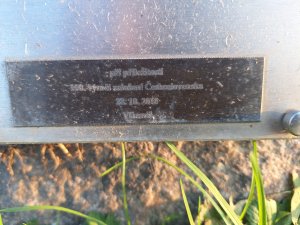 při příležitosti
100. výročí založení Československa
28. 10. 2018